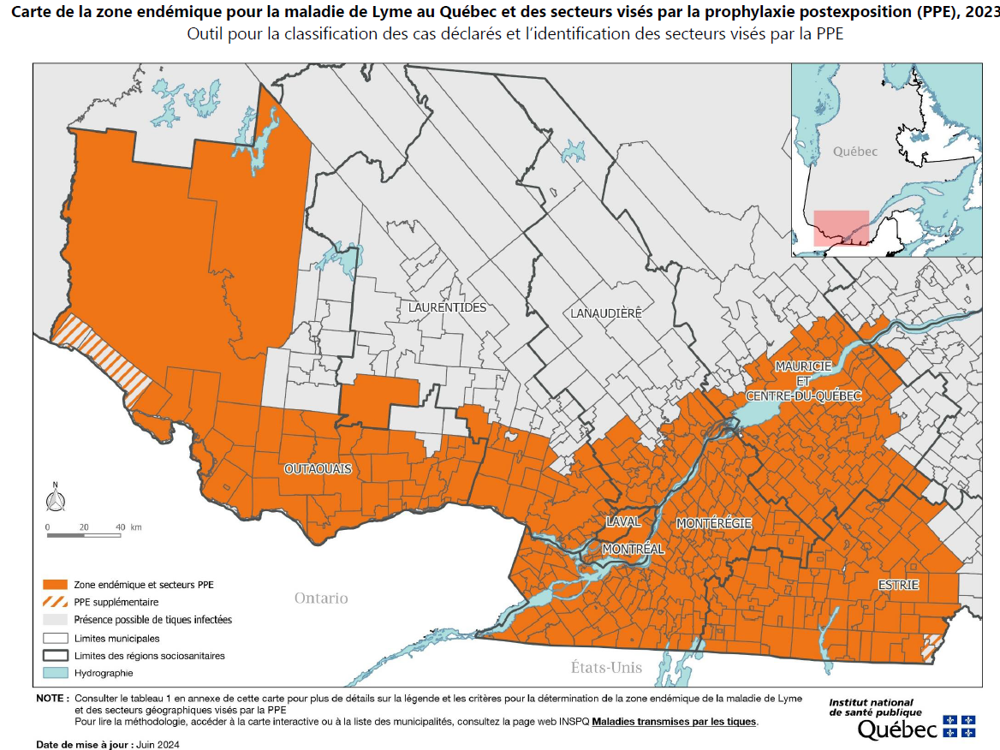 Carte de la zone endémique pour la maladie de Lyme au Québec et des secteurs visés par la prophylaxie postexposition (PPE), 2023
Outil pour la classification des cas déclarés et l’identification des secteurs visés par la PPE
Québec
LAURENTIDES
LANAUDIÈRE
MAURICIE
ET
CENTRE-DU-QUÉBEC
OUTAOUAIS
LAVAL
MONTÉRÉGIE
MONTRÉAL
ESTRIE
Ontario
États-Unis
N
0 20 40 km
Zone endémique et secteurs PPE
PPE supplémentaire
Présence possible de tiques infectées
Limites municipales
Limites des régions sociosanitaires
Hydrographie
NOTE : Consulter le tableau 1 en annexe de cette carte pour plus de détails sur la légende et les critères pour la détermination de la zone endémique de la maladie de Lyme
et des secteurs géographiques visés par la PPE
Pour lire la méthodologie, accéder à la carte interactive ou à la liste des municipalités, consultez la page web INSPQ Maladies transmises par les tiques.
Date de mise à jour : Juin 2024
Institut national
de santé publique
Québec